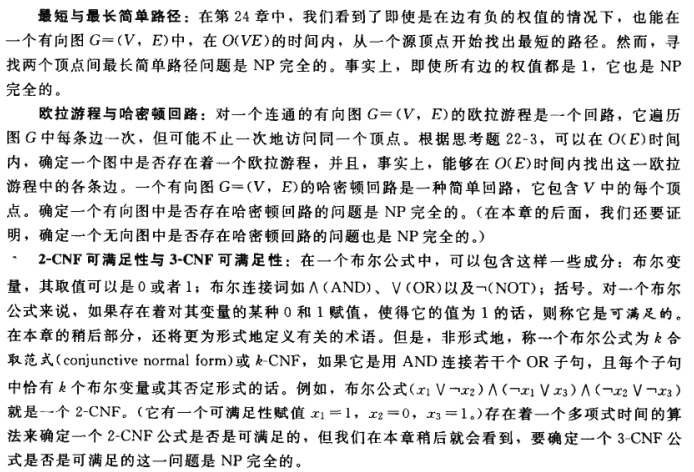 最短与最长简单路径：在第 24 章中，我们看到了即使是在边有负的权值的情况下，也能在
一个有向图 G=(V，E)中，在 O(VE)的时间内，从一个源顶点开始找出最短的路径。然而，寻
找两个顶点间最长简单路径问题是 NP 完全的。事实上，即使所有边的权值都是 1，它也是 NP
完全的。
欧拉游程与哈密顿回路：对一个连通的有向图 G=(V，E)的欧拉游程是一个回路，它遍历
图 G 中每条边一次，但可能不止一次地访问同一个顶点。根据思考题 22-3，可以在 O(E)时间
内，确定一个图中是否存在着一个欧拉游程，并且，事实上，能够在 O(E)时间内找出这一欧拉
游程中的各条边。一个有向图 G=(V，E)的哈密顿回路是一种简单回路，它包含 V 中的每个顶
点。确定一个有向图中是否存在哈密顿回路的问题是 NP 完全的。(在本章的后面，我们还要证
明，确定一个无向图中是否存在哈密顿回路的问题也是 NP 完全的。)
2-CNF 可满足性与 3-CNF 可满足性：在一个布尔公式中，可以包含这样一些成分：布尔变
量，其取值可以是 0 或者 1；布尔连接词如∧(AND)、∨(OR)以及¬(NOT)；括号。对一个布尔
公式来说，如果存在着对其变量的某种 0 和 1 赋值，使得它的值为 1 的话，则称它是可满足的。
在本章的稍后部分，还将更为形式地定义有关的术语。但是，非形式地，称一个布尔公式为 k 合
取范式(conjunctive normal form)或 k-CNF，如果它是用 AND 连接若干个 OR 子句，且每个子句
中恰有 k 个布尔变量或其否定形式的话。例如，布尔公式(x₁∨¬x₂)∧(¬x₁∨x₃)∧(¬x₂∨¬x₃)
就是一个 2-CNF。(它有一个可满足性赋值 x₁=1，x₂=0，x₃=1。)存在着一个多项式时间的算
法来确定一个 2-CNF 公式是否是可满足的，但我们在本章稍后就会看到，要确定一个 3-CNF 公
式是否是可满足的这一问题是 NP 完全的。